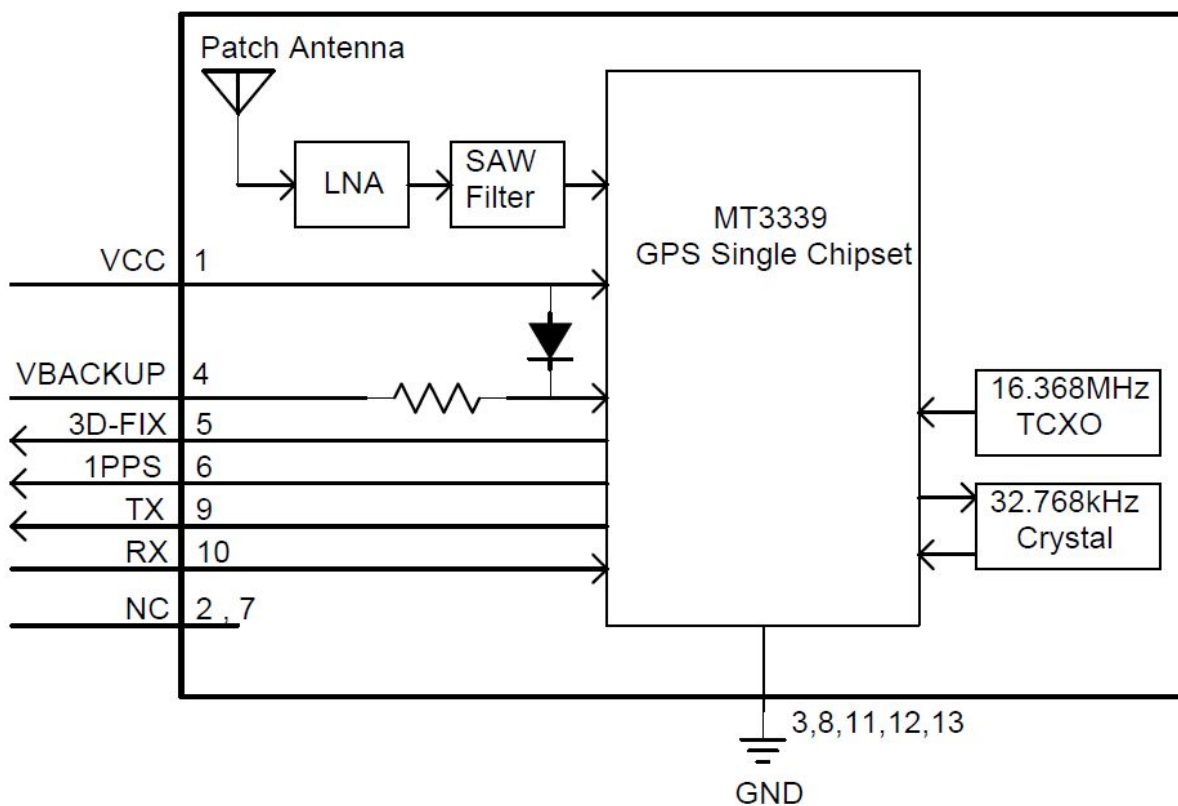 Patch Antenna
LNA
SAW
Filter
MT3339
GPS Single Chipset
VCC 1
VBACKUP 4
3D-FIX 5
1PPS 6
TX 9
RX 10
NC 2 , 7
16.368MHz
TCXO
32.768kHz
Crystal
3,8,11,12,13
GND